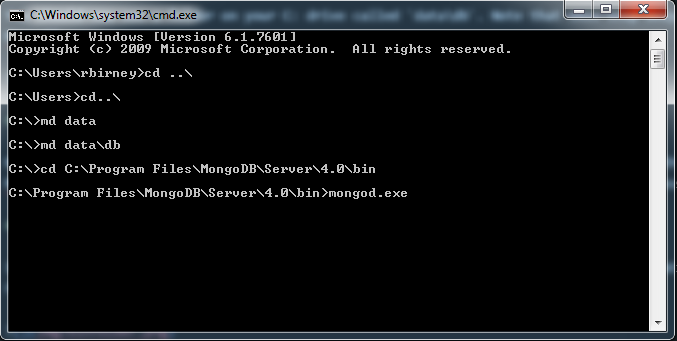 C:\Windows\system32\cmd.exe
Microsoft Windows [Version 6.1.7601]
Copyright (c) 2009 Microsoft Corporation.  All rights reserved.
C:\Users\rbirney>cd ..\
C:\Users>cd..\
C:\>md data
C:\>md data\db
C:\>cd C:\Program Files\MongoDB\Server\4.0\bin
C:\Program Files\MongoDB\Server\4.0\bin>mongod.exe